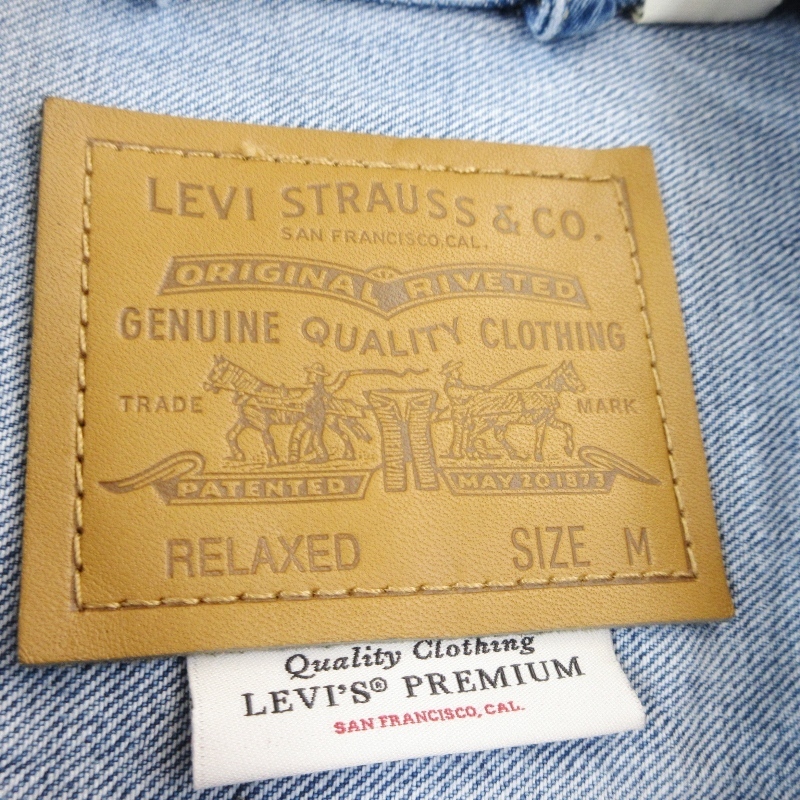 LEVI STRAUSS & CO.
SAN FRANCISCO, CAL.
ORIGINAL RIVETED
GENUINE QUALITY CLOTHING
TRADE MARK
PATENTED MAY 20 1873
RELAXED SIZE M
Quality Clothing
LEVI'S® PREMIUM
SAN FRANCISCO, CAL.